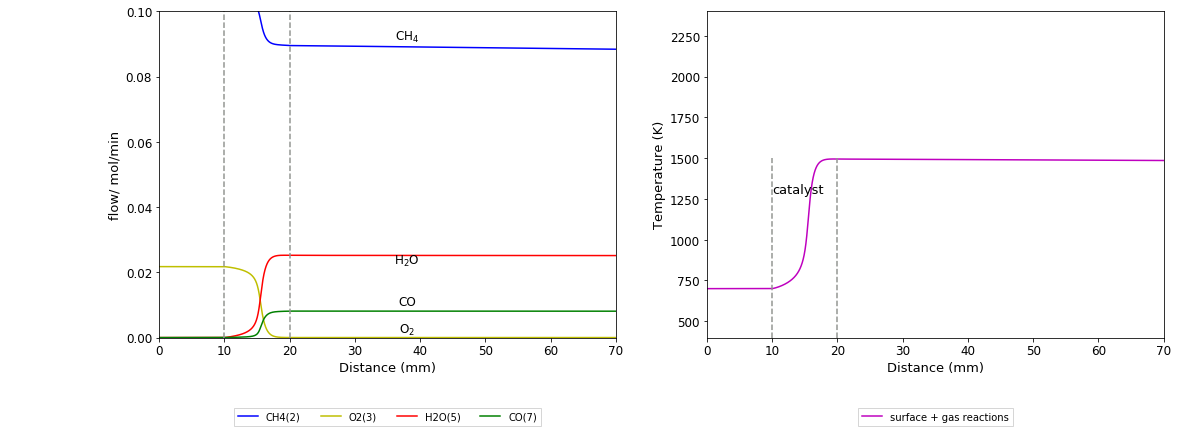 0.10
0.08
0.06
0.04
0.02
0.00
flow/ mol/min
CH₄
H₂O
CO
O₂
0 10 20 30 40 50 60 70
Distance (mm)
CH4(2) O2(3) H2O(5) CO(7)
2250
2000
1750
1500
1250
1000
750
500
Temperature (K)
catalyst
0 10 20 30 40 50 60 70
Distance (mm)
surface + gas reactions